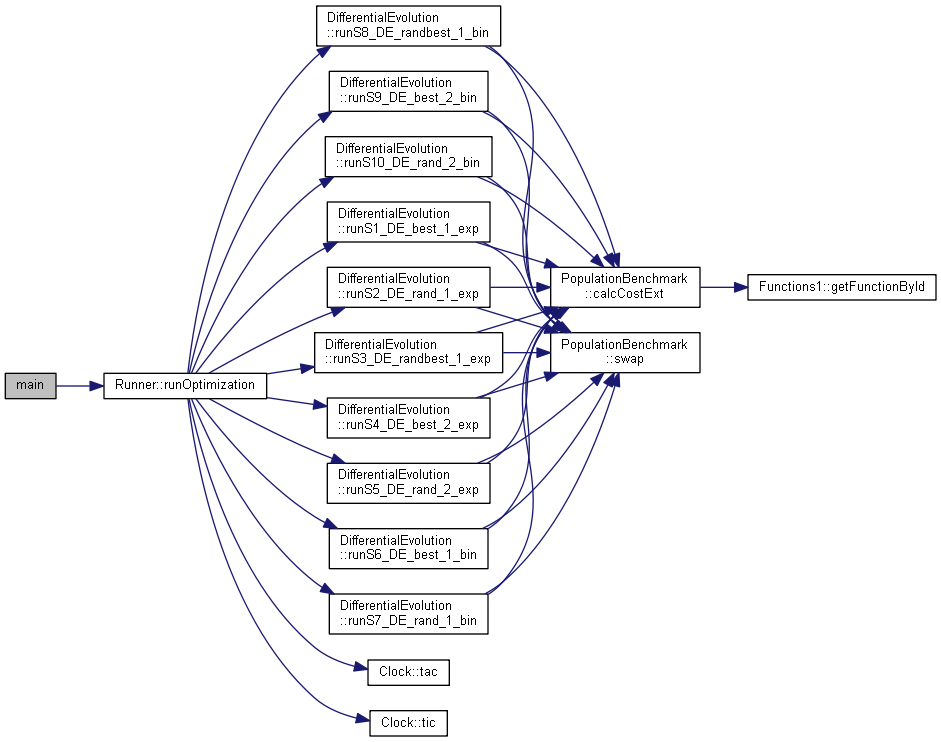 DifferentialEvolution
::runS8_DE_randbest_1_bin
DifferentialEvolution
::runS9_DE_best_2_bin
DifferentialEvolution
::runS10_DE_rand_2_bin
DifferentialEvolution
::runS1_DE_best_1_exp
DifferentialEvolution
::runS2_DE_rand_1_exp
DifferentialEvolution
::runS3_DE_randbest_1_exp
DifferentialEvolution
::runS4_DE_best_2_exp
DifferentialEvolution
::runS5_DE_rand_2_exp
DifferentialEvolution
::runS6_DE_best_1_bin
DifferentialEvolution
::runS7_DE_rand_1_bin
Clock::tac
Clock::tic
main
Runner::runOptimization
PopulationBenchmark
::calcCostExt
PopulationBenchmark
::swap
Functions1::getFunctionById